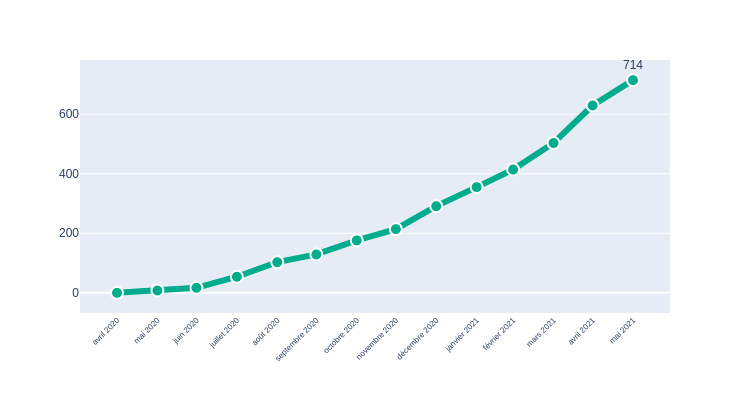 714
600
400
200
0
avril 2020
mai 2020
juin 2020
juillet 2020
août 2020
septembre 2020
octobre 2020
novembre 2020
décembre 2020
janvier 2021
février 2021
mars 2021
avril 2021
mai 2021